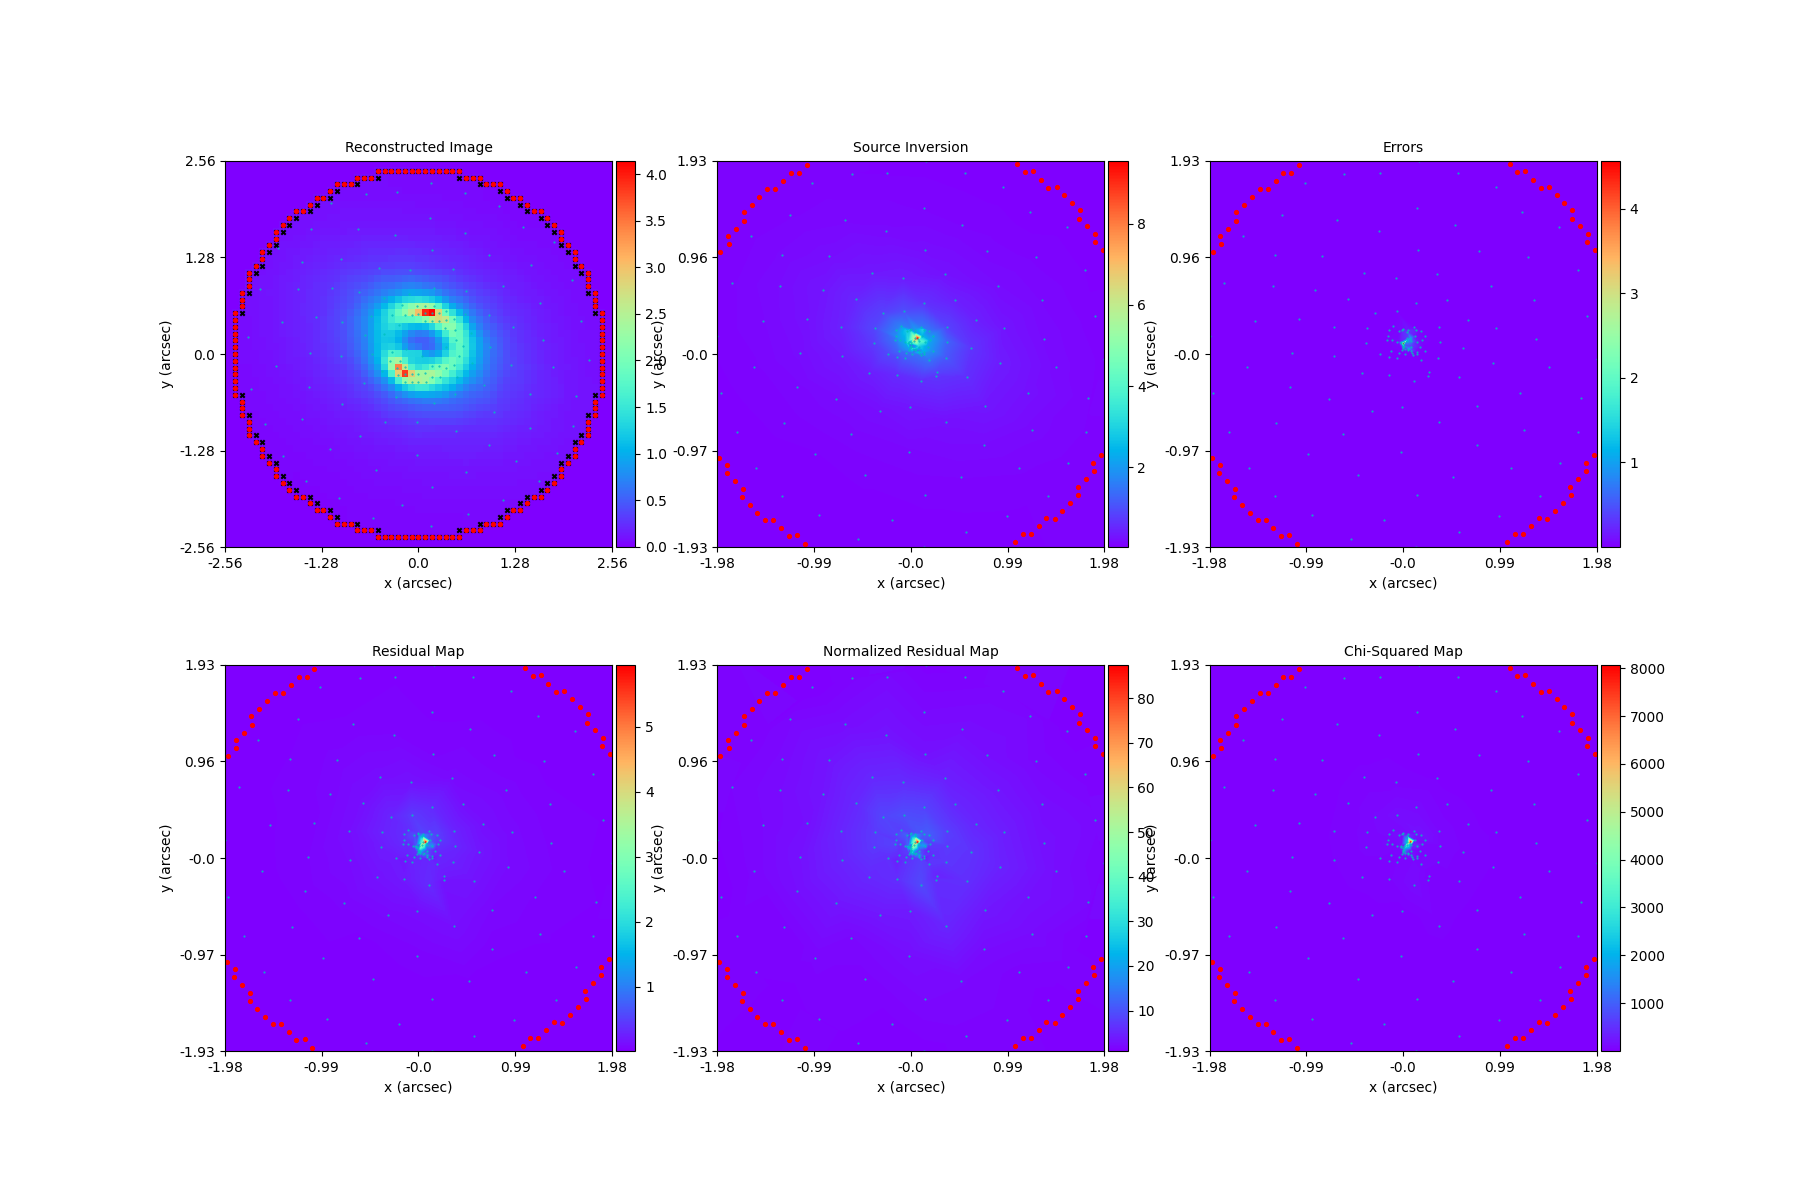 Reconstructed Image
2.56
1.28
0.0
-1.28
-2.56
y (arcsec)
-2.56 -1.28 0.0 1.28 2.56
x (arcsec)
4.0
3.5
3.0
2.5
2.0
1.5
1.0
0.5
0.0
Source Inversion
1.93
0.96
-0.0
-0.97
-1.93
y (arcsec)
-1.98 -0.99 -0.0 0.99 1.98
x (arcsec)
8
6
4
2
Errors
1.93
0.96
-0.0
-0.97
-1.93
y (arcsec)
-1.98 -0.99 -0.0 0.99 1.98
x (arcsec)
4
3
2
1
Residual Map
1.93
0.96
-0.0
-0.97
-1.93
y (arcsec)
-1.98 -0.99 -0.0 0.99 1.98
x (arcsec)
5
4
3
2
1
Normalized Residual Map
1.93
0.96
-0.0
-0.97
-1.93
y (arcsec)
-1.98 -0.99 -0.0 0.99 1.98
x (arcsec)
80
70
60
50
40
30
20
10
Chi-Squared Map
1.93
0.96
-0.0
-0.97
-1.93
y (arcsec)
-1.98 -0.99 -0.0 0.99 1.98
x (arcsec)
8000
7000
6000
5000
4000
3000
2000
1000